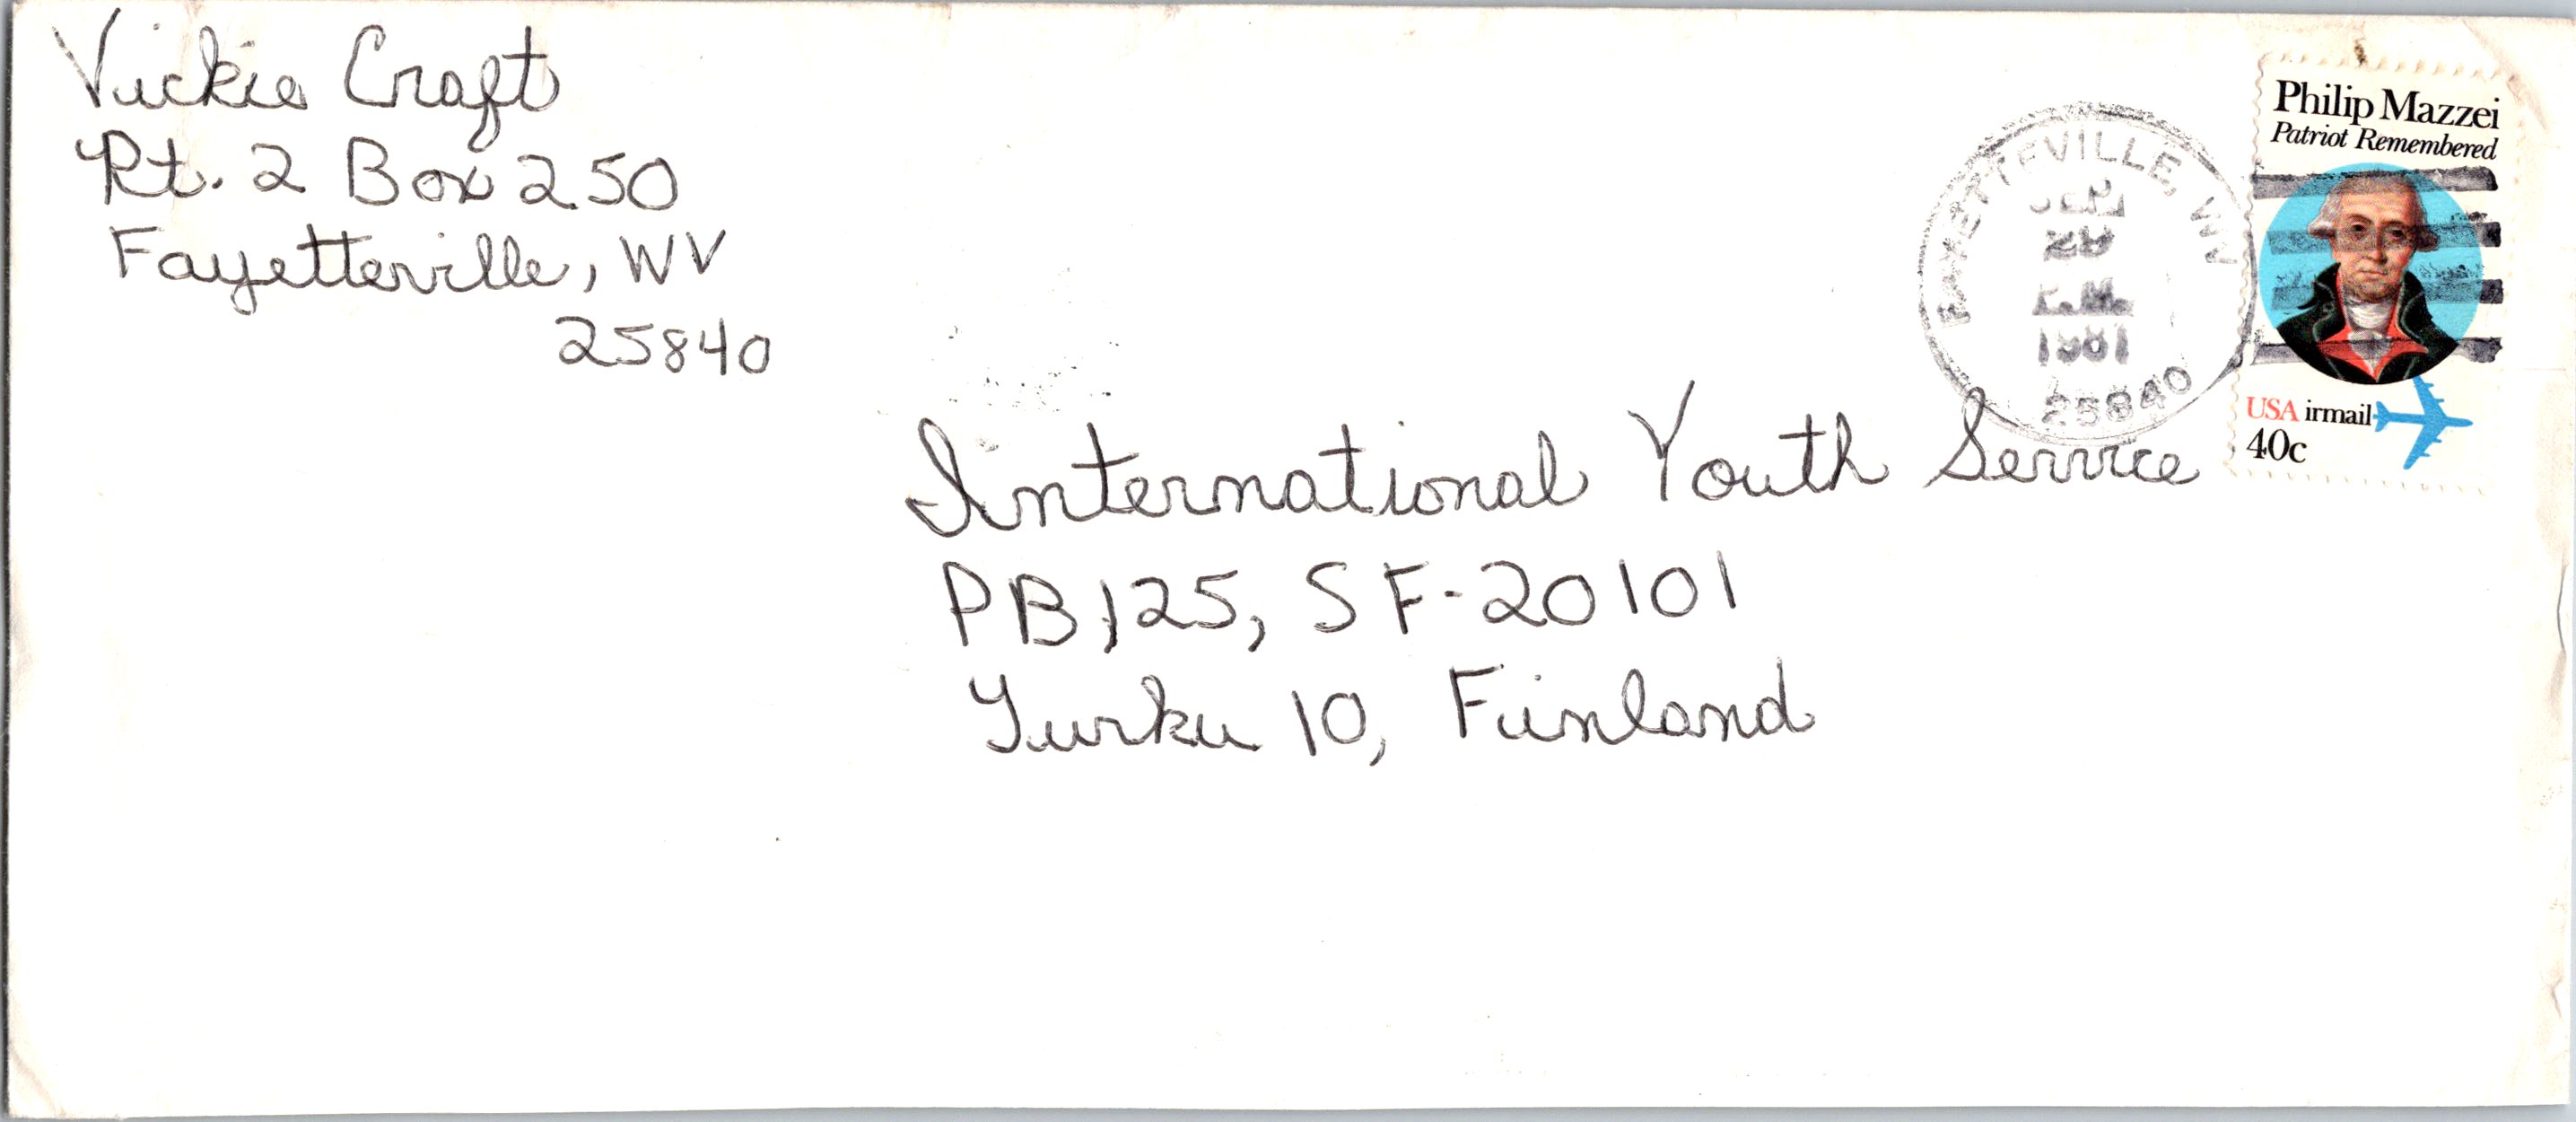 Vickie Craft
Rt. 2 Box 250
Fayetteville, WV
25840
FAYETTEVILLE, WV
1981
25840
Philip Mazzei
Patriot Remembered
USA irmail
40c
International Youth Service
PB 125, SF-20101
Turku 10, Finland